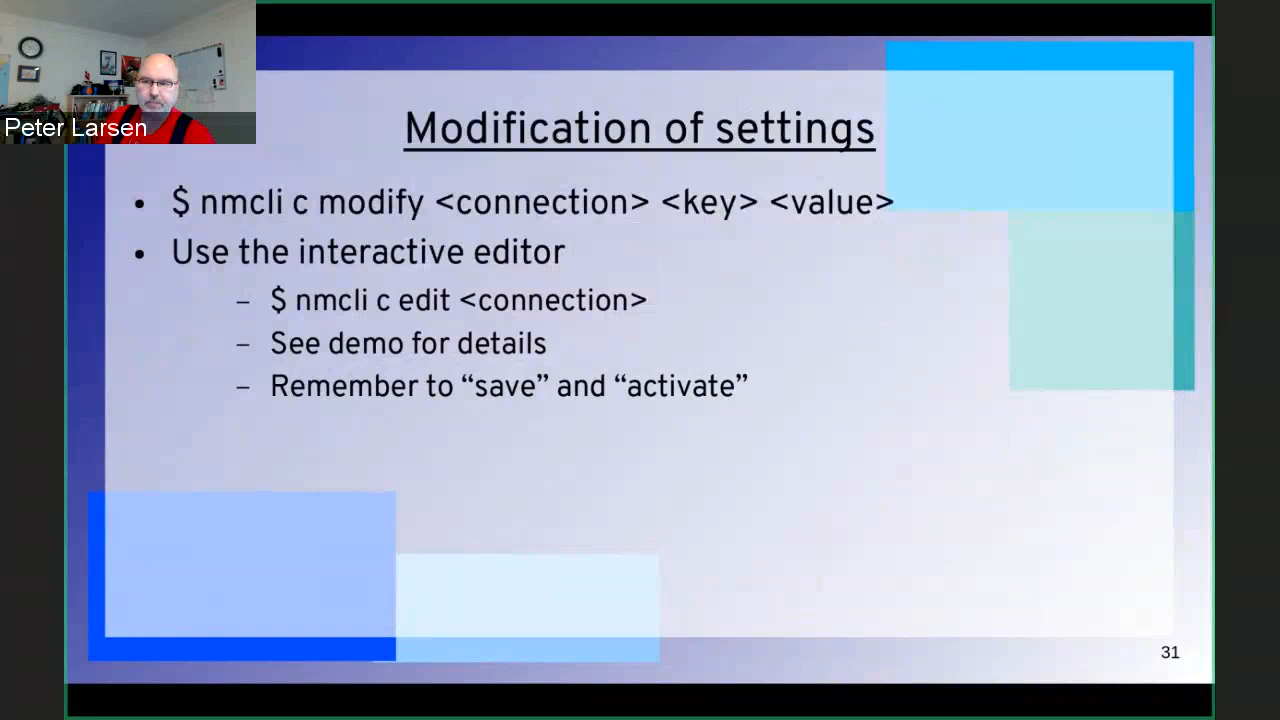 Peter Larsen
Modification of settings
• $ nmcli c modify <connection> <key> <value>
• Use the interactive editor
– $ nmcli c edit <connection>
– See demo for details
– Remember to “save” and “activate”
31